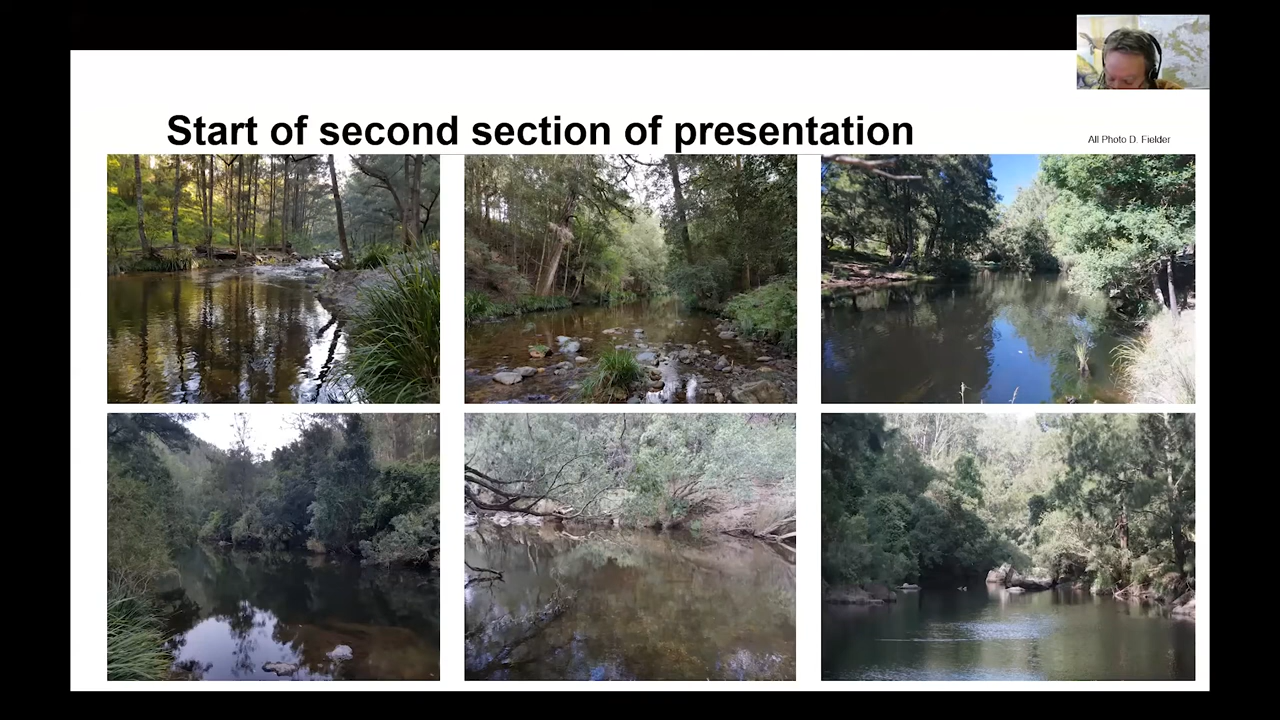 Start of second section of presentation
All Photo D. Fielder